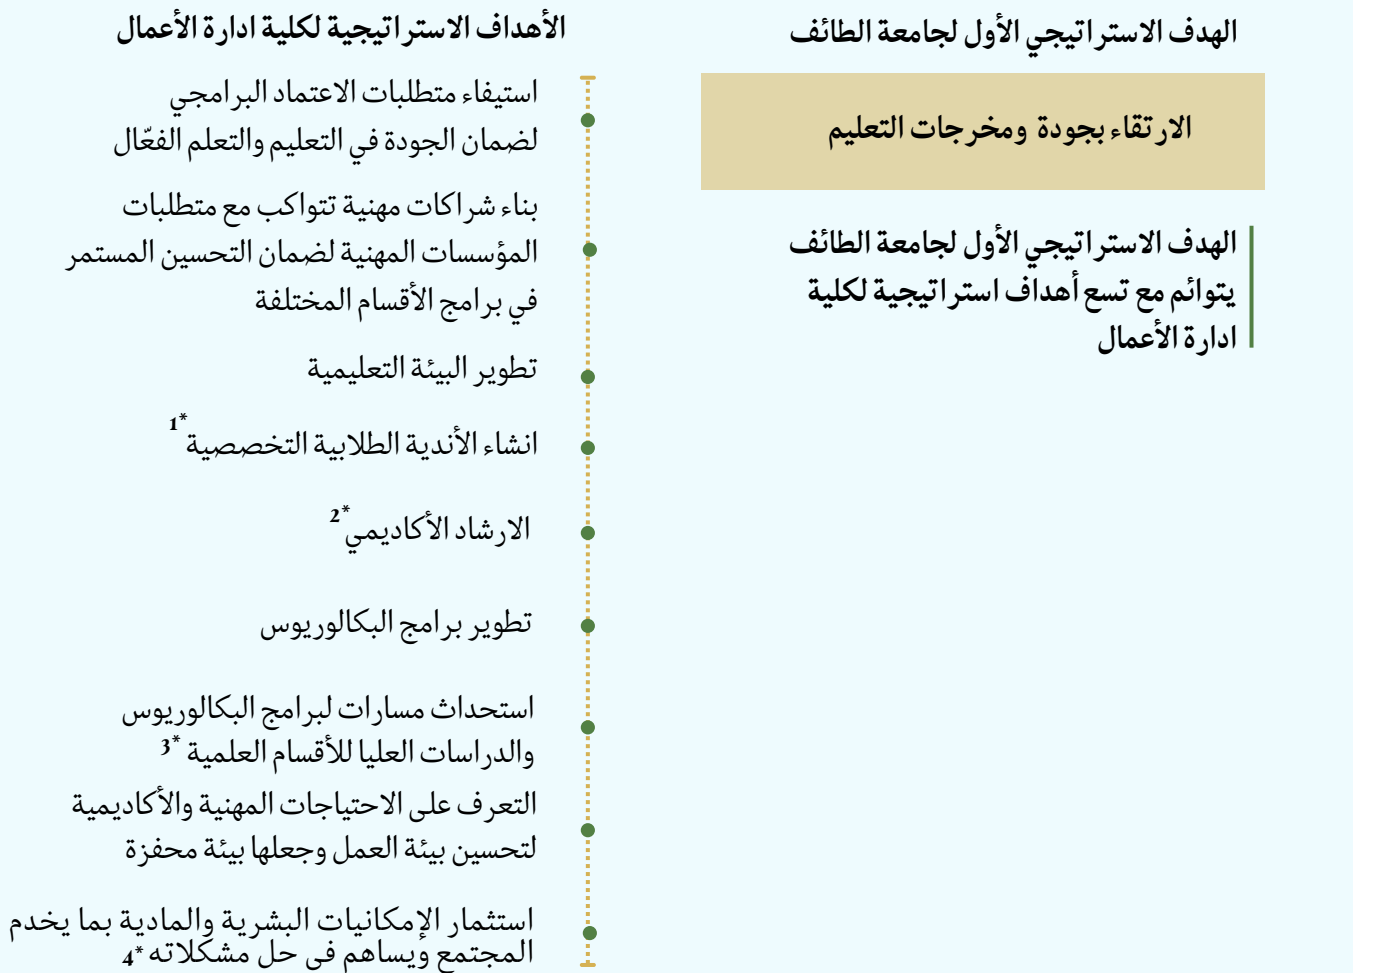 الهدف الاستراتيجي الأول لجامعة الطائف
الارتقاء بجودة ومخرجات التعليم
الهدف الاستراتيجي الأول لجامعة الطائف
يتوائم مع تسع أهداف استراتيجية لكلية
ادارة الأعمال
الأهداف الاستراتيجية لكلية ادارة الأعمال
استيفاء متطلبات الاعتماد البرامجي
لضمان الجودة في التعليم والتعلم الفعّال
بناء شراكات مهنية تتواكب مع متطلبات
المؤسسات المهنية لضمان التحسين المستمر
في برامج الأقسام المختلفة
تطوير البيئة التعليمية
انشاء الأندية الطلابية التخصصية*1
الارشاد الأكاديمي*2
تطوير برامج البكالوريوس
استحداث مسارات لبرامج البكالوريوس
والدراسات العليا للأقسام العلمية *3
التعرف على الاحتياجات المهنية والأكاديمية
لتحسين بيئة العمل وجعلها بيئة محفزة
استثمار الإمكانيات البشرية والمادية بما يخدم
المجتمع ويساهم في حل مشكلاته *4